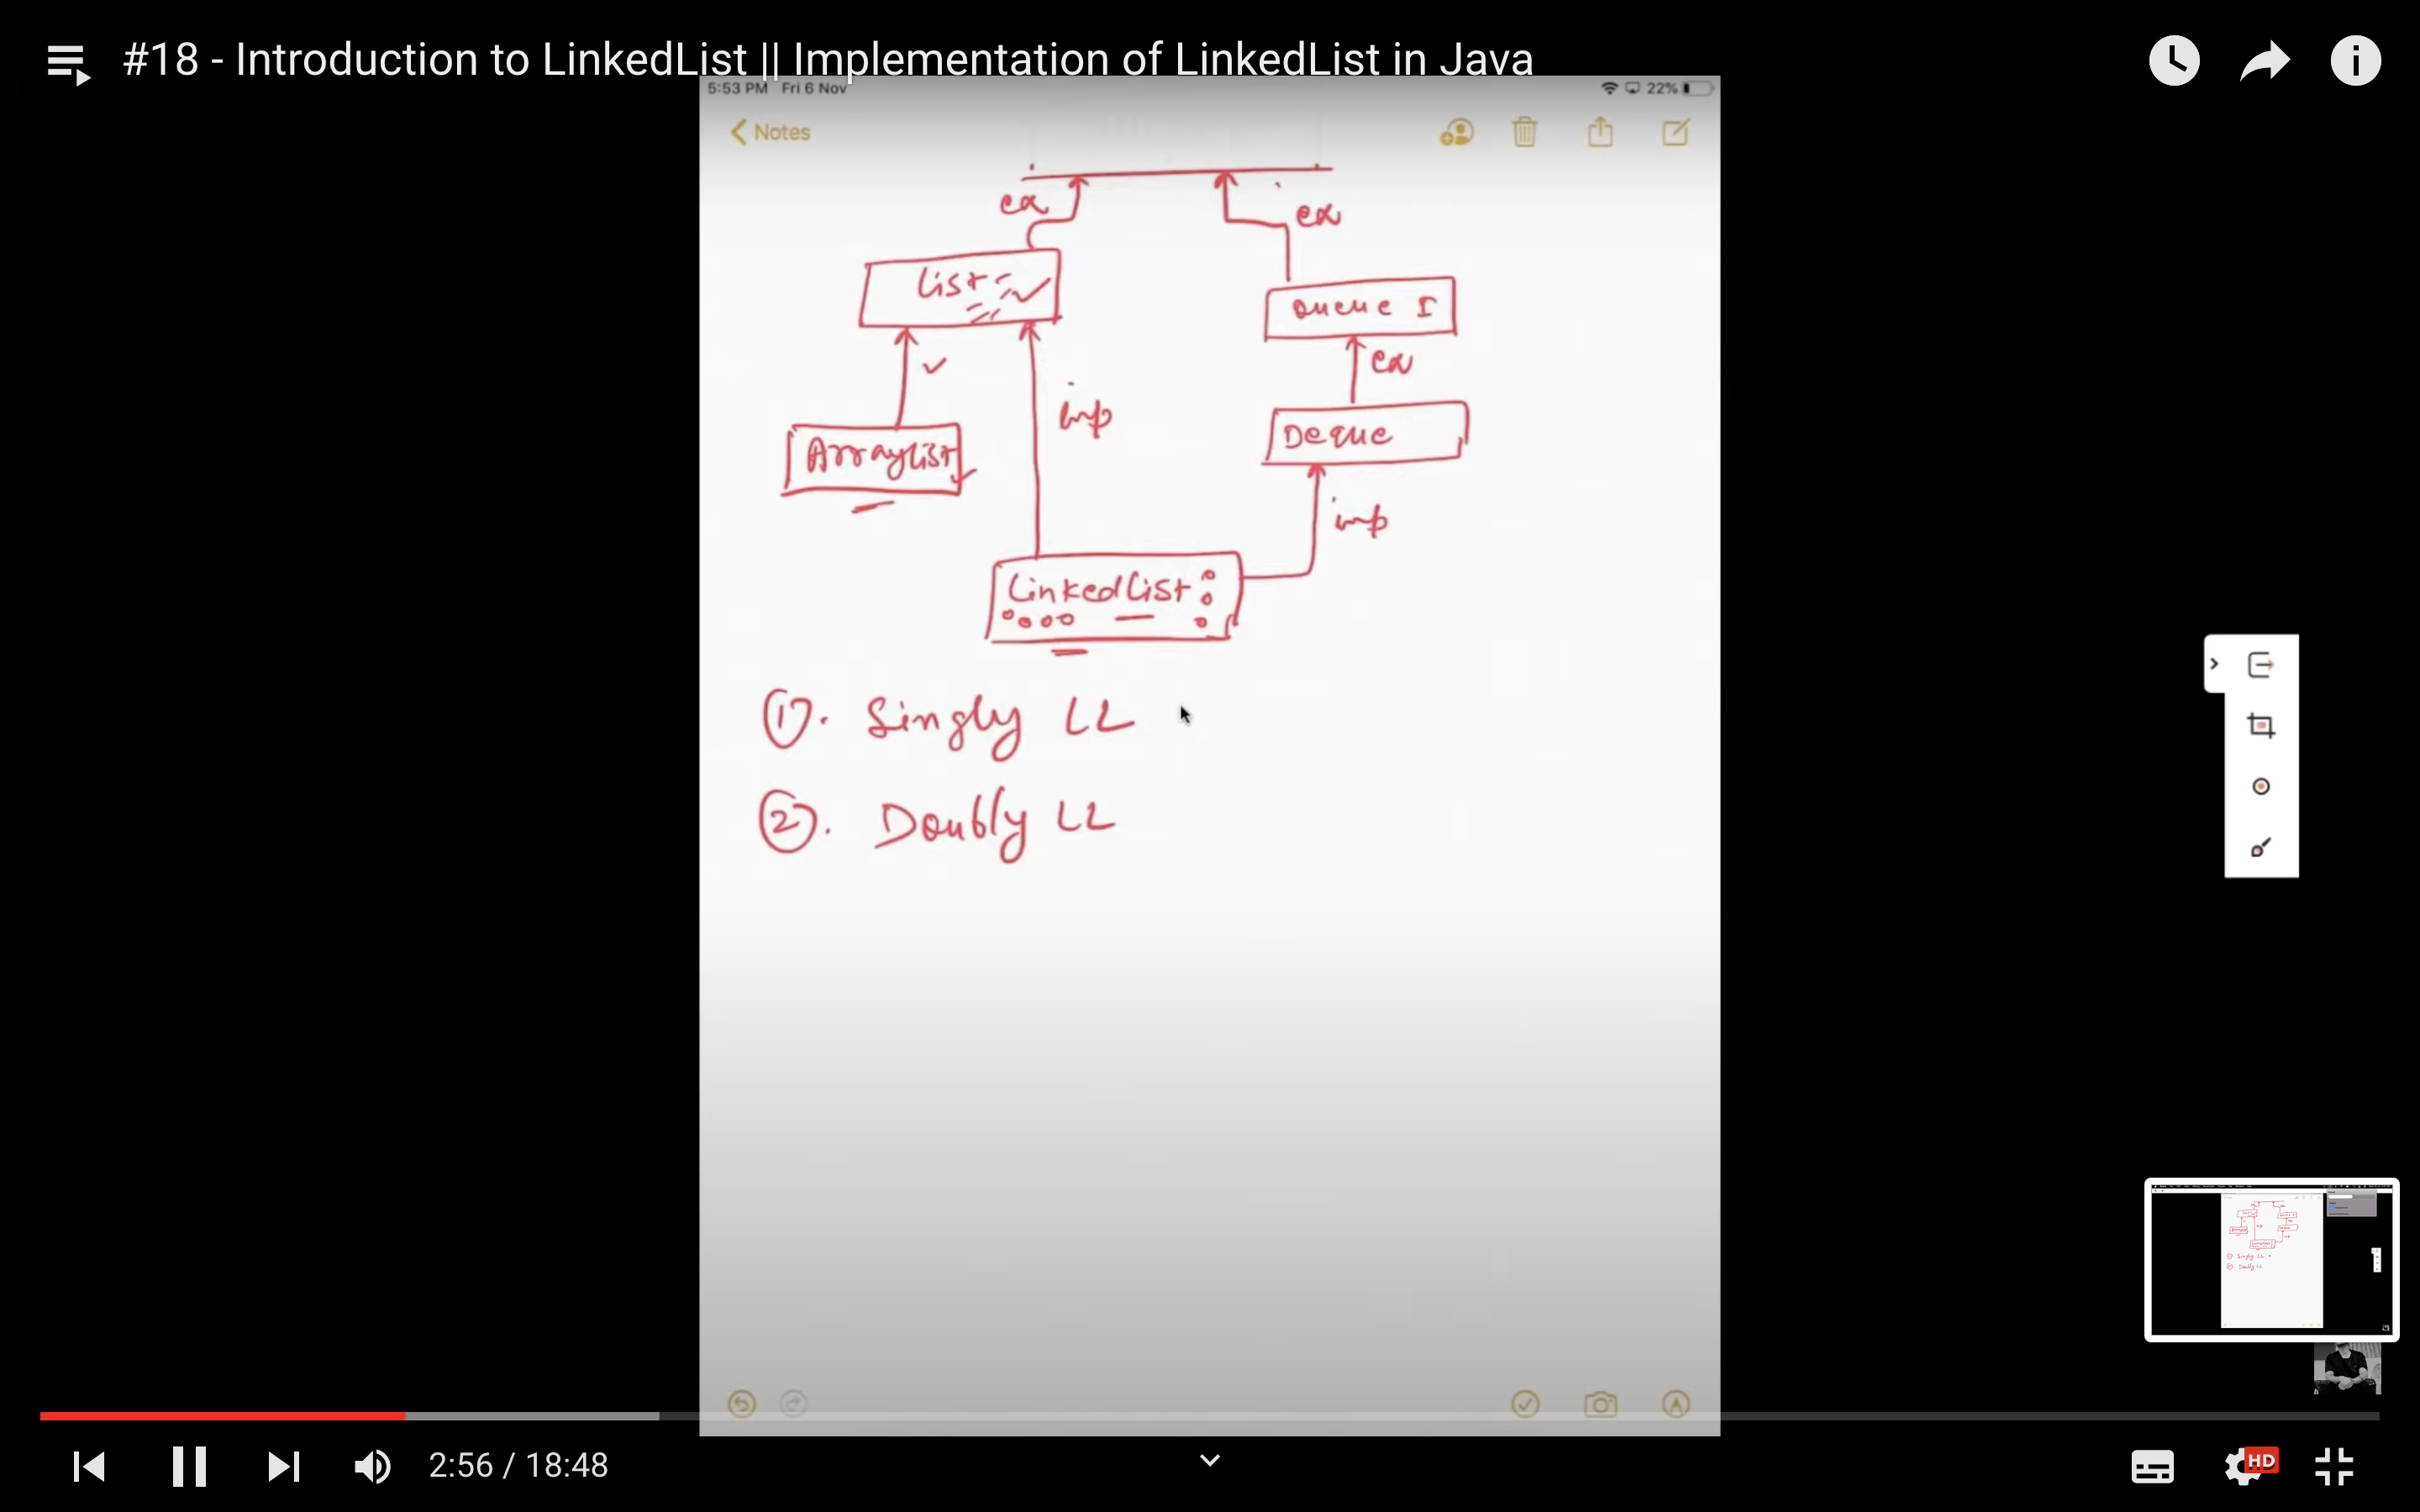 #18 - Introduction to LinkedList || Implementation of LinkedList in Java
5:53 PM Fri 6 Nov
22%
Notes
ex
ex
List
Queue I
ex
imp
Deque
ArrayList
imp
LinkedList
1). Singly LL
2). Doubly LL
2:56 / 18:48
HD